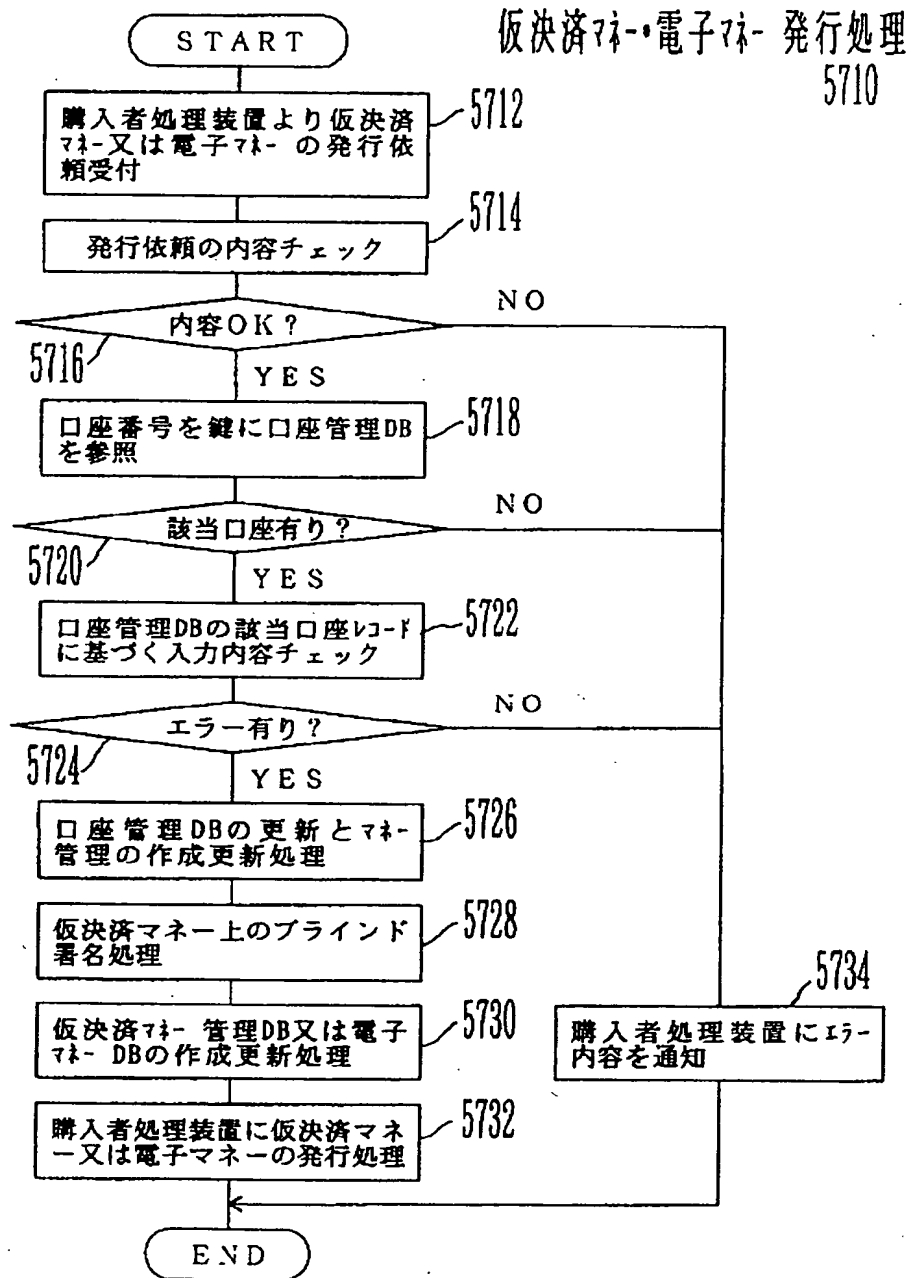 仮決済ﾏﾈｰ・電子ﾏﾈｰ 発行処理
5710
START
購入者処理装置より仮決済
ﾏﾈｰ又は電子ﾏﾈｰ の発行依
頼受付
5712
発行依頼の内容チェック
5714
内容OK？
NO
5716
YES
口座番号を鍵に口座管理DB
を参照
5718
該当口座有り？
NO
5720
YES
口座管理DBの該当口座ﾚｺｰﾄﾞ
に基づく入力内容チェック
5722
エラー有り？
NO
5724
YES
口座管理DBの更新とﾏﾈｰ
管理の作成更新処理
5726
仮決済マネー上のブラインド
署名処理
5728
仮決済ﾏﾈｰ 管理DB又は電子
ﾏﾈｰ DBの作成更新処理
5730
購入者処理装置にｴﾗｰ
内容を通知
5734
購入者処理装置に仮決済マネ
ー又は電子マネーの発行処理
5732
END